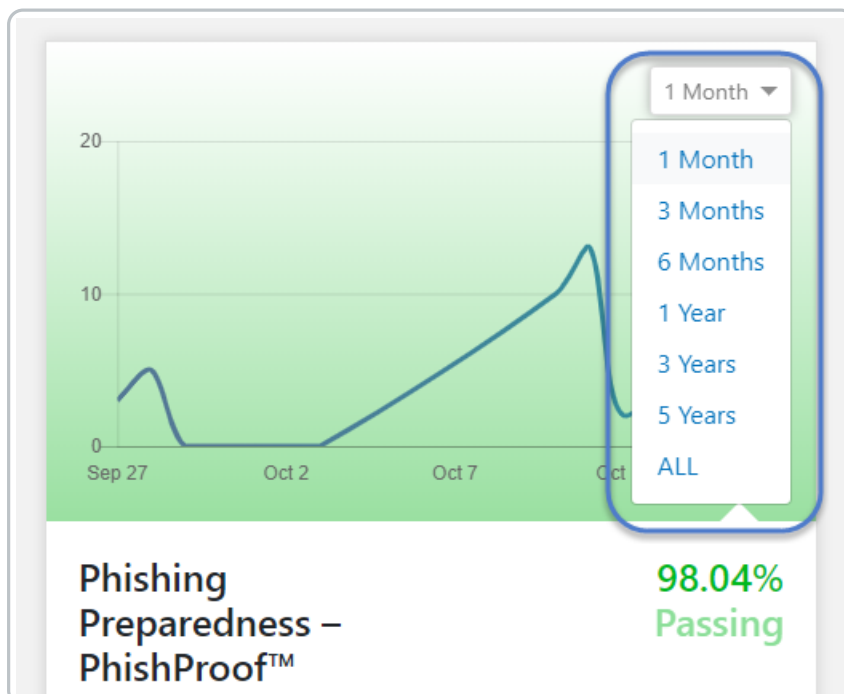 1 Month
20
1 Month
3 Months
6 Months
10
1 Year
3 Years
5 Years
0
ALL
Sep 27 Oct 2 Oct 7 Oct
Phishing
Preparedness –
PhishProof™
98.04%
Passing